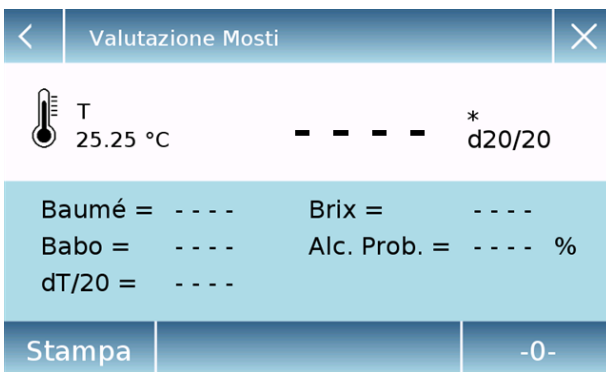 Valutazione Mosti
T
25.25 °C
- - - -
*
d20/20
Baumé = - - - -
Brix = - - - -
Babo = - - - -
Alc. Prob. = - - - - %
dT/20 = - - - -
Stampa
-0-